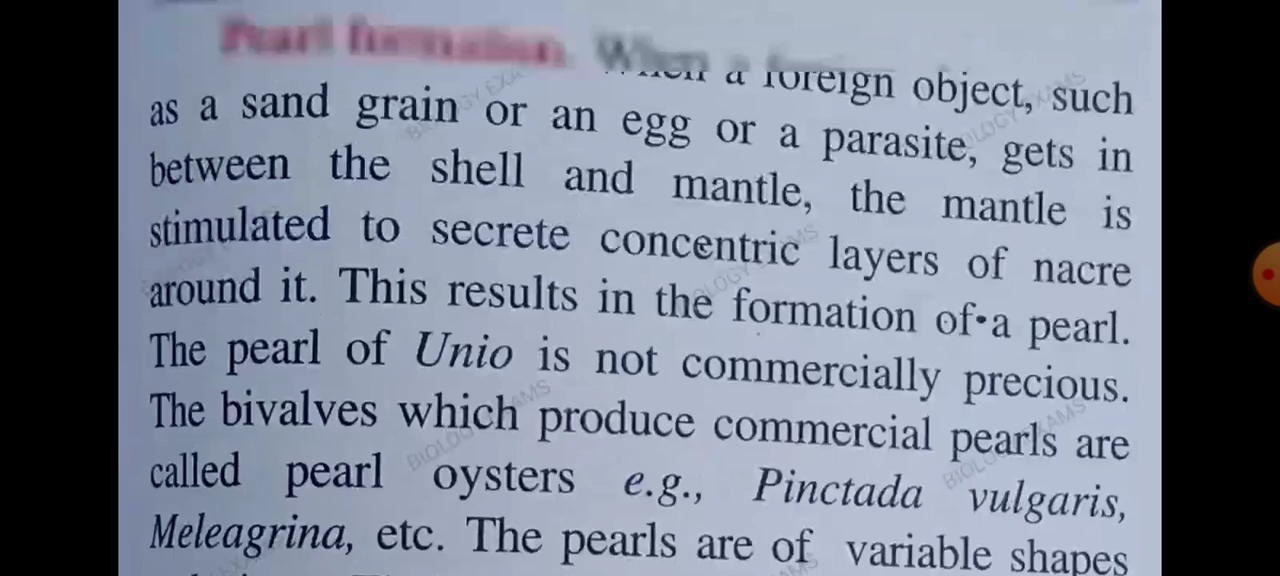 Pearl formation. When a foreign object, such
as a sand grain or an egg or a parasite, gets in
between the shell and mantle, the mantle is
stimulated to secrete concentric layers of nacre
around it. This results in the formation of a pearl.
The pearl of Unio is not commercially precious.
The bivalves which produce commercial pearls are
called pearl oysters e.g., Pinctada vulgaris,
Meleagrina, etc. The pearls are of variable shapes